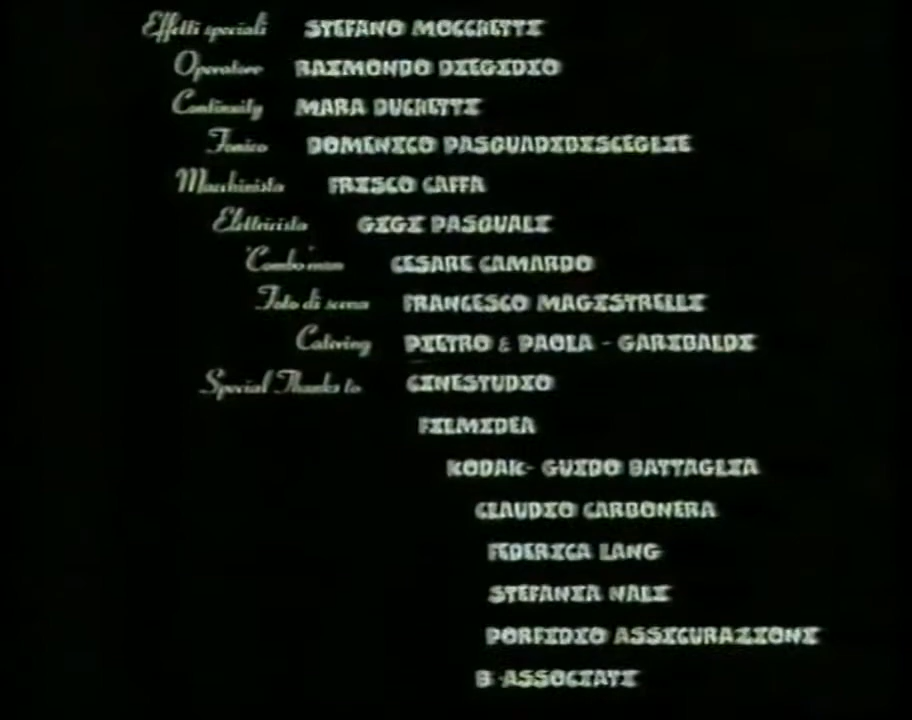 Effetti speciali STEFANO MOCCHETTI
Operatore RAIMONDO DIEGIDIO
Continuity MARA DUCHETTI
Fonico DOMENICO PASQUADIBISCEGLIE
Macchinista FRISCO CAFFA
Elettricista GIGI PASQUALI
"Combo" man CESARE CAMARDO
Foto di scena FRANCESCO MAGISTRELLI
Catering PIETRO & PAOLA - GARIBALDI
Special Thanks to CINESTUDIO
FILMIDEA
KODAK- GUIDO BATTAGLIA
CLAUDIO CARBONERA
FEDERICA LANG
STEFANIA NALI
PORFIDIO ASSICURAZIONI
B ASSOCIATI